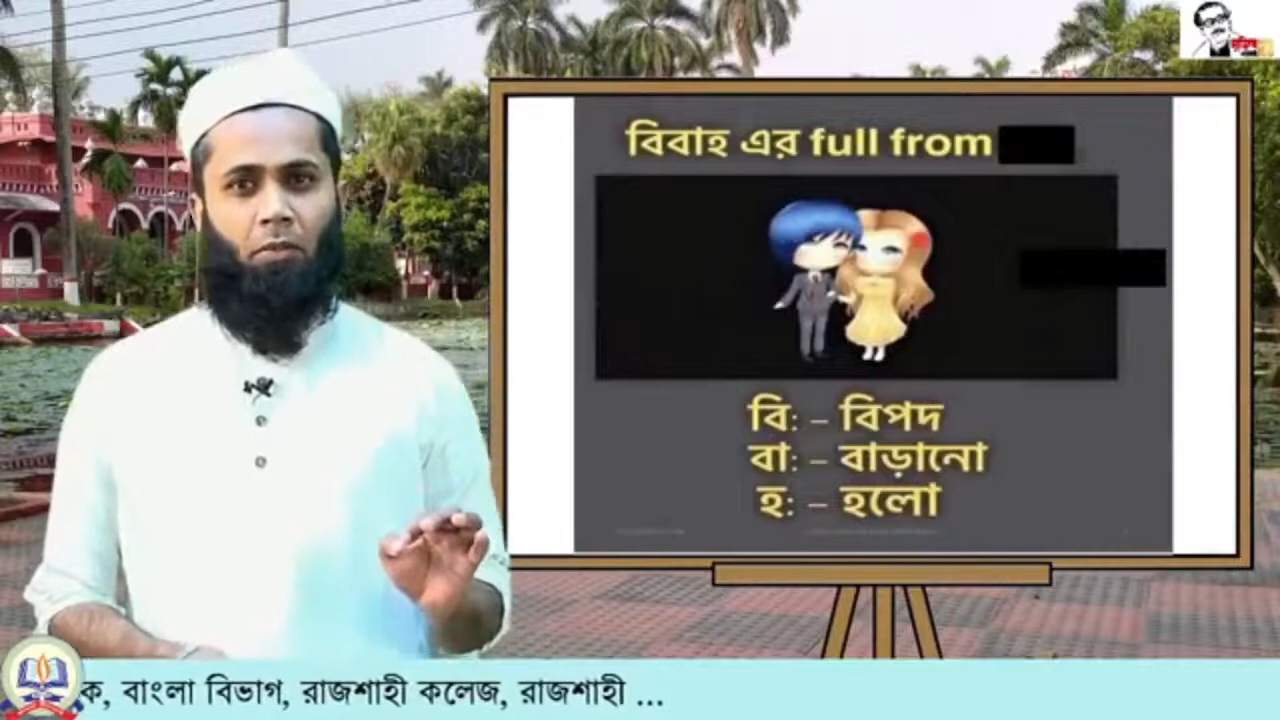 বিবাহ এর full from
বি: – বিপদ
বা: – বাড়ানো
হ: – হলো
ক, বাংলা বিভাগ, রাজশাহী কলেজ, রাজশাহী ...